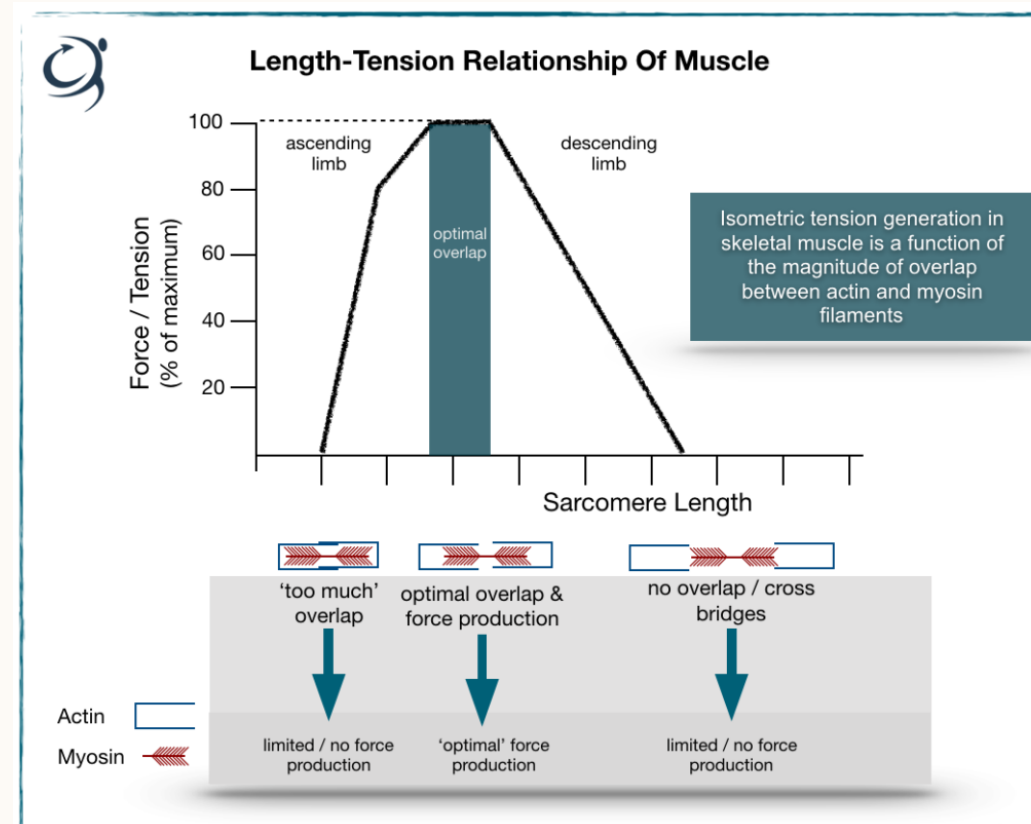 Length-Tension Relationship Of Muscle
Force / Tension
(% of maximum)
100
80
60
40
20
ascending
limb
optimal
overlap
descending
limb
Isometric tension generation in
skeletal muscle is a function of
the magnitude of overlap
between actin and myosin
filaments
Sarcomere Length
‘too much’
overlap
optimal overlap &
force production
no overlap / cross
bridges
limited / no force
production
‘optimal’ force
production
limited / no force
production
Actin
Myosin